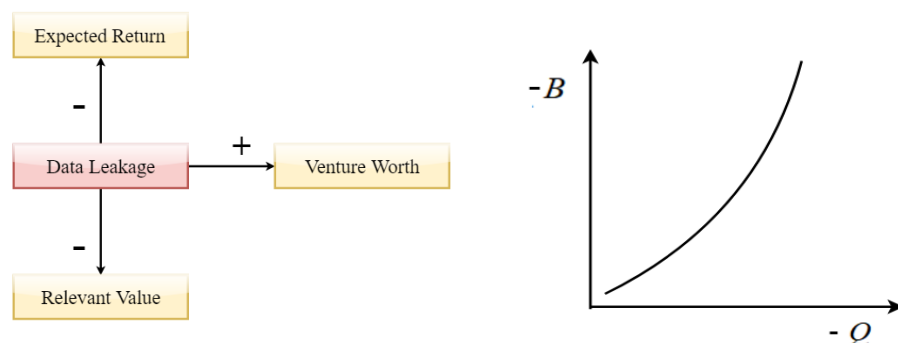 Expected Return
-
Data Leakage
+
Venture Worth
-
Relevant Value
- B
- Q